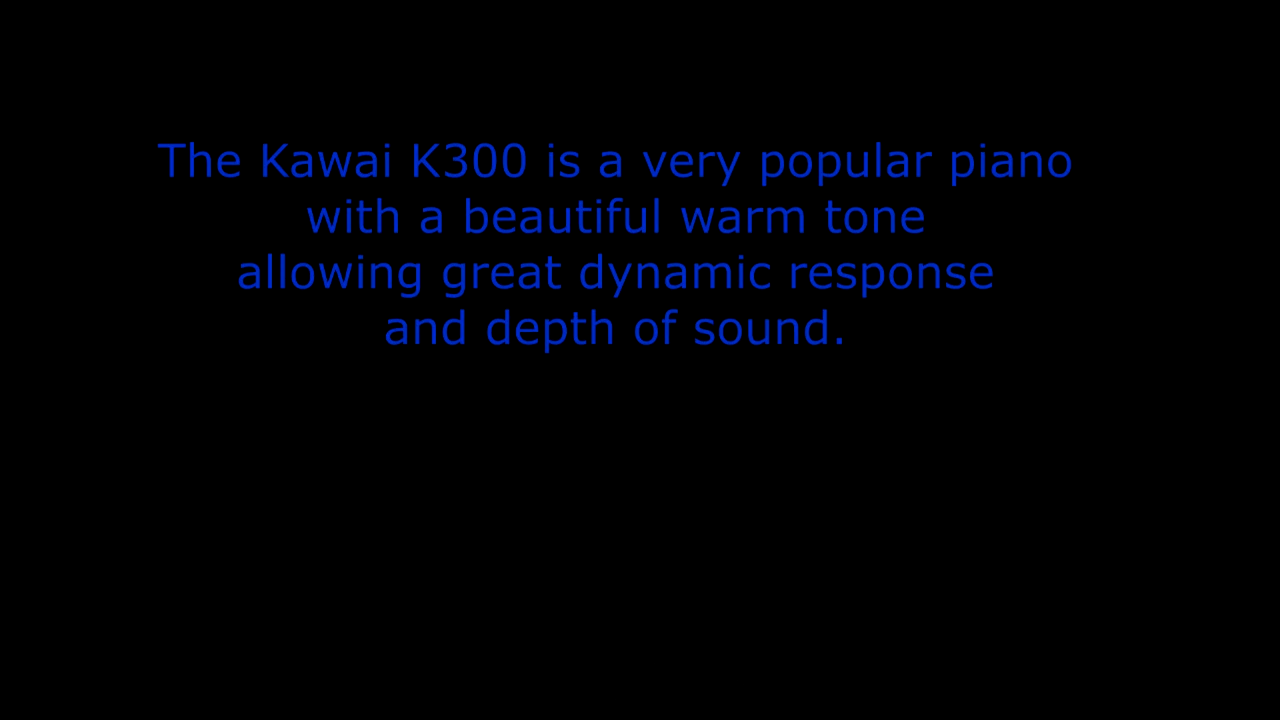 The Kawai K300 is a very popular piano
with a beautiful warm tone
allowing great dynamic response
and depth of sound.